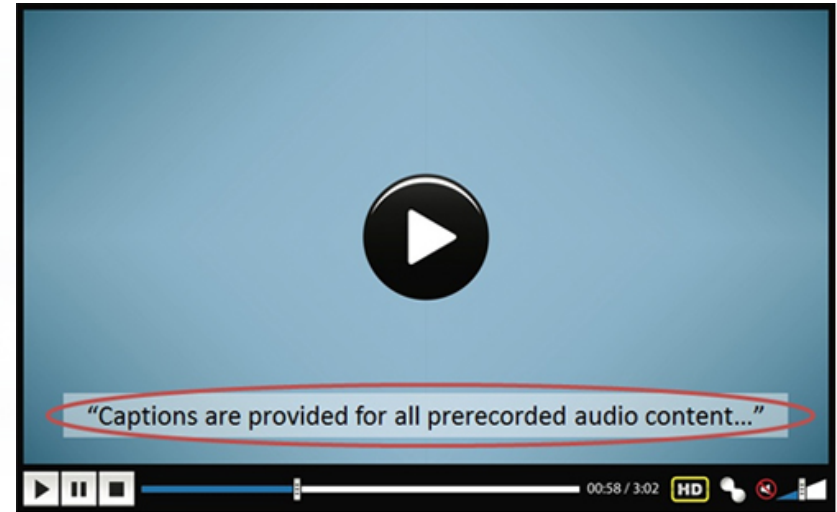 “Captions are provided for all prerecorded audio content...”
00:58 / 3:02 HD